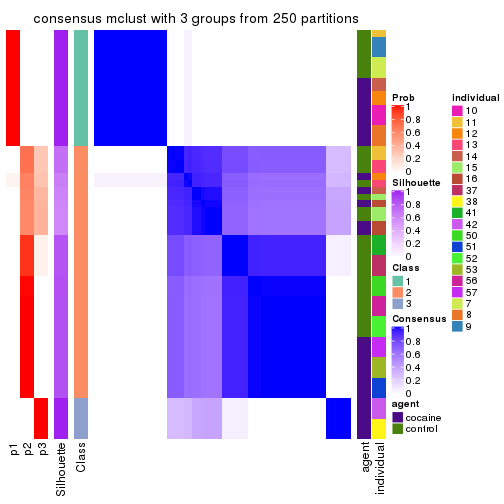 consensus mclust with 3 groups from 250 partitions
p1
p2
p3
Silhouette
Class
agent
individual
Prob
1
0.8
0.6
0.4
0.2
0
Silhouette
1
0.8
0.6
0.4
0.2
0
Class
1
2
3
Consensus
1
0.8
0.6
0.4
0.2
0
agent
cocaine
control
individual
10
11
12
13
14
15
16
37
38
41
42
50
51
52
53
56
57
7
8
9